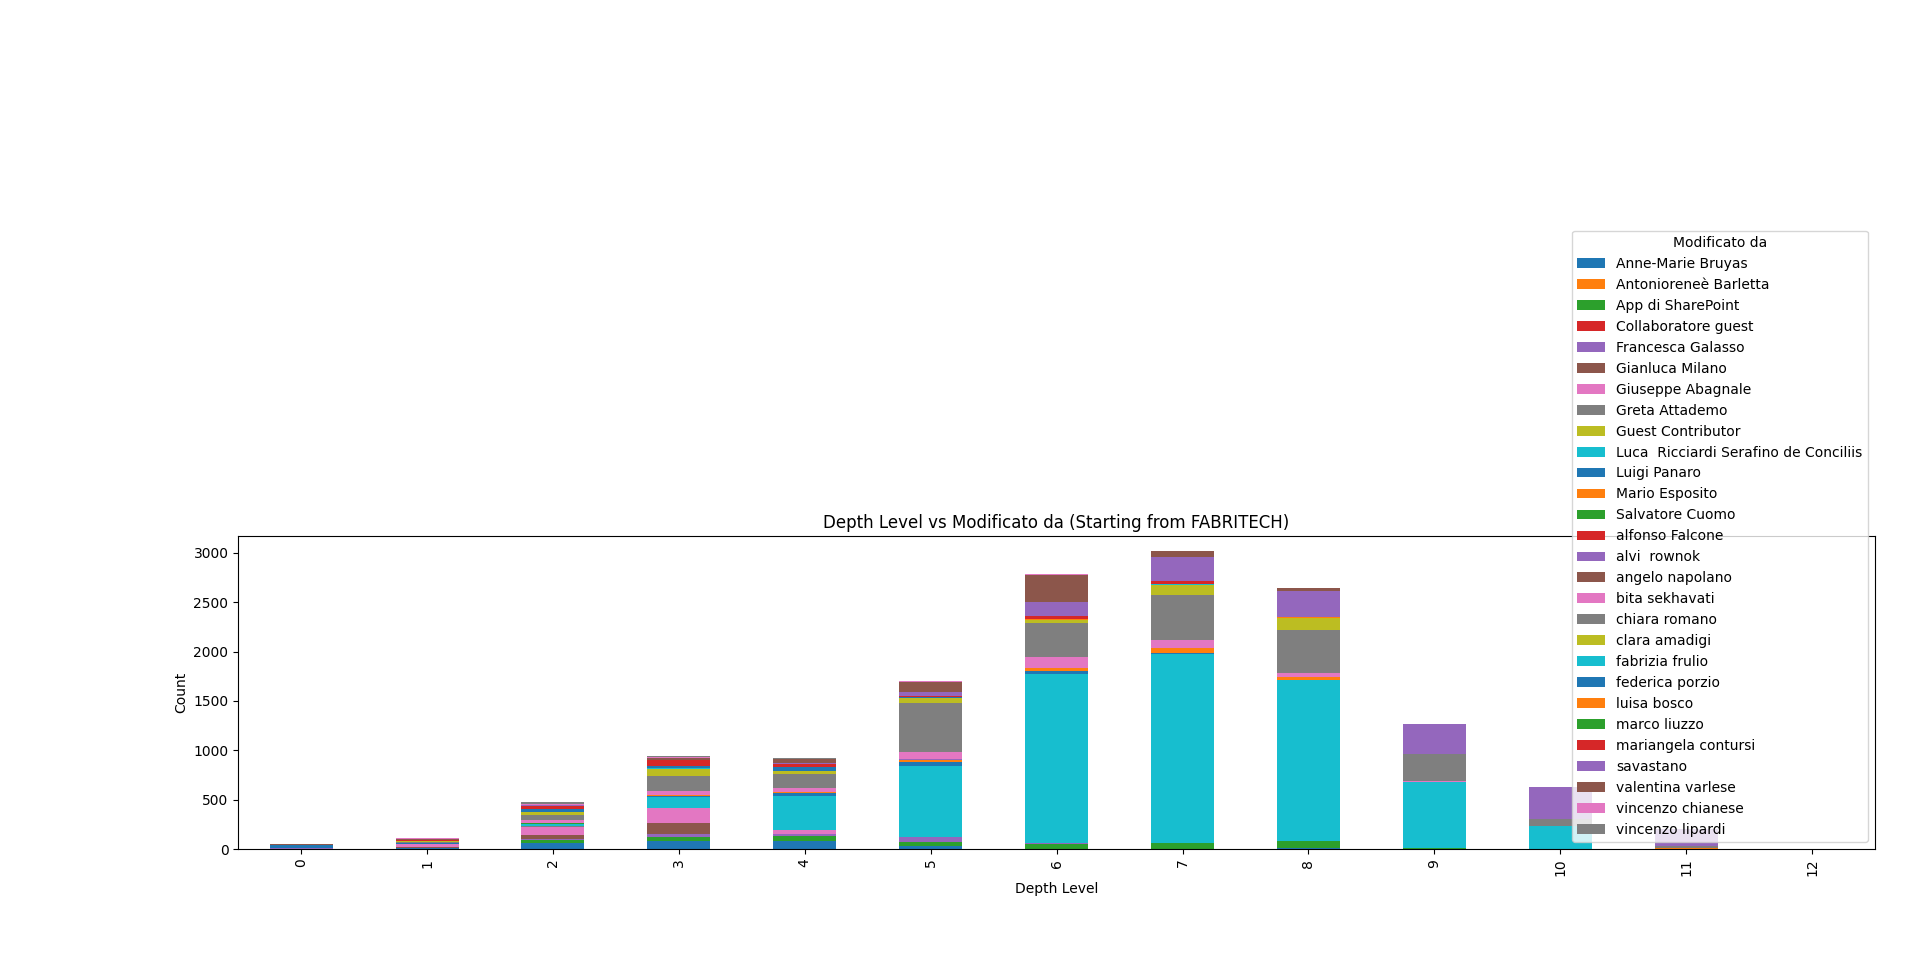 Modificato da
Anne-Marie Bruyas
Antonioreneè Barletta
App di SharePoint
Collaboratore guest
Francesca Galasso
Gianluca Milano
Giuseppe Abagnale
Greta Attademo
Guest Contributor
Luca  Ricciardi Serafino de Conciliis
Luigi Panaro
Mario Esposito
Salvatore Cuomo
alfonso Falcone
alvi  rownok
angelo napolano
bita sekhavati
chiara romano
clara amadigi
fabrizia frulio
federica porzio
luisa bosco
marco liuzzo
mariangela contursi
savastano
valentina varlese
vincenzo chianese
vincenzo lipardi
Depth Level vs Modificato da (Starting from FABRITECH)
3000
2500
2000
1500
1000
500
0
Count
0 1 2 3 4 5 6 7 8 9 10 11 12
Depth Level